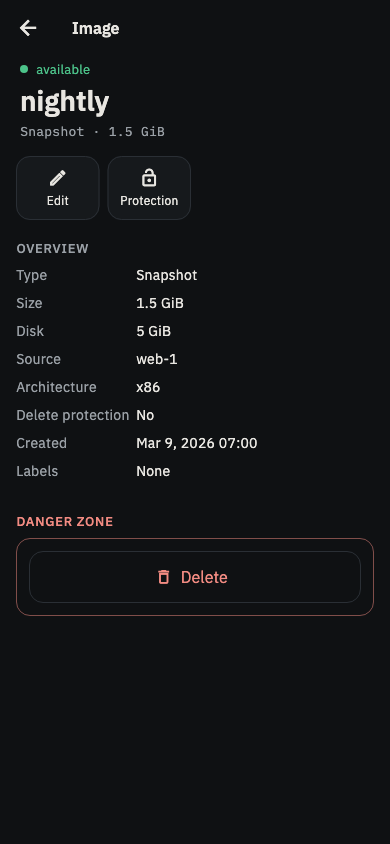 Image
available
nightly
Snapshot · 1.5 GiB
Edit
Protection
OVERVIEW
Type Snapshot
Size 1.5 GiB
Disk 5 GiB
Source web-1
Architecture x86
Delete protection No
Created Mar 9, 2026 07:00
Labels None
DANGER ZONE
Delete